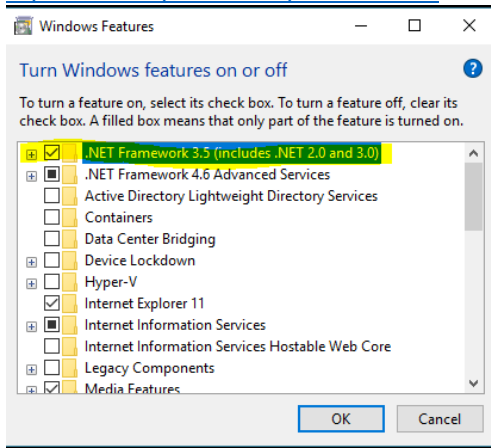 Windows Features
Turn Windows features on or off
To turn a feature on, select its check box. To turn a feature off, clear its
check box. A filled box means that only part of the feature is turned on.
.NET Framework 3.5 (includes .NET 2.0 and 3.0)
.NET Framework 4.6 Advanced Services
Active Directory Lightweight Directory Services
Containers
Data Center Bridging
Device Lockdown
Hyper-V
Internet Explorer 11
Internet Information Services
Internet Information Services Hostable Web Core
Legacy Components
Media Features
OK Cancel